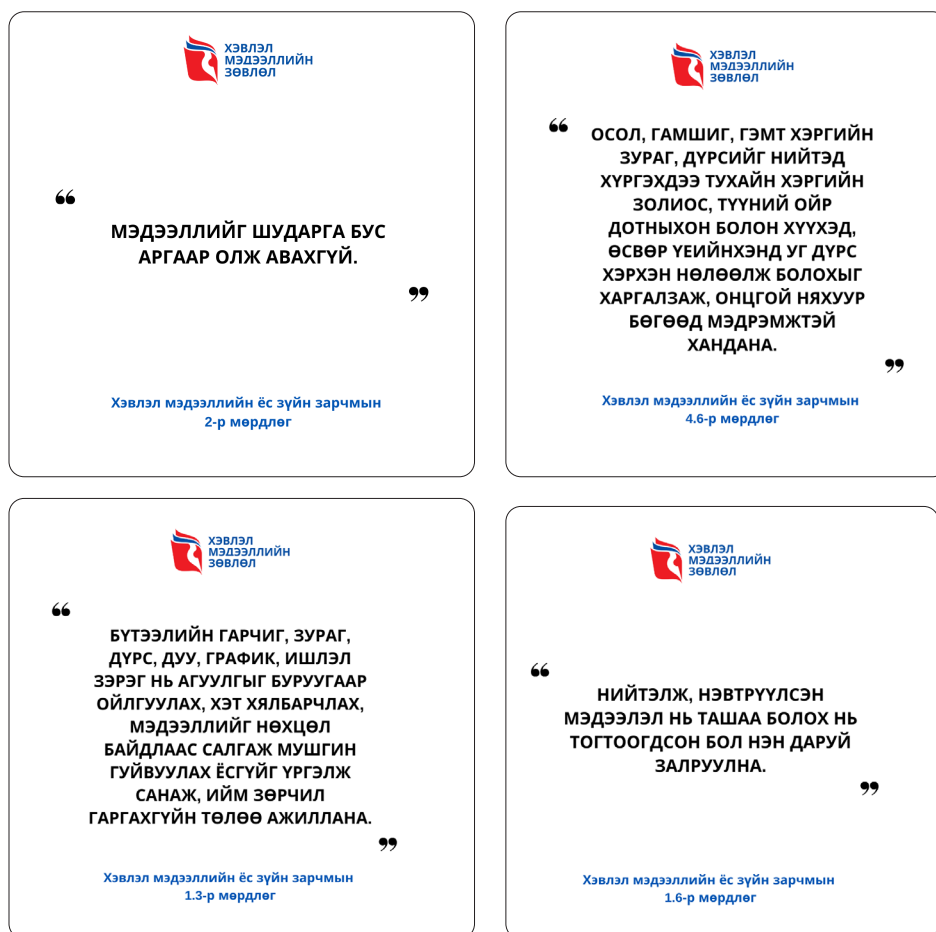 ХЭВЛЭЛ
МЭДЭЭЛЛИЙН
ЗӨВЛӨЛ
❝
МЭДЭЭЛЛИЙГ ШУДАРГА БУС
АРГААР ОЛЖ АВАХГҮЙ.
❞
Хэвлэл мэдээллийн ёс зүйн зарчмын
2-р мөрдлөг
ХЭВЛЭЛ
МЭДЭЭЛЛИЙН
ЗӨВЛӨЛ
❝
ОСОЛ, ГАМШИГ, ГЭМТ ХЭРГИЙН
ЗУРАГ, ДҮРСИЙГ НИЙТЭД
ХҮРГЭХДЭЭ ТУХАЙН ХЭРГИЙН
ЗОЛИОС, ТҮҮНИЙ ОЙР
ДОТНЫХОН БОЛОН ХҮҮХЭД,
ӨСВӨР ҮЕИЙНХЭНД УГ ДҮРС
ХЭРХЭН НӨЛӨӨЛЖ БОЛОХЫГ
ХАРГАЛЗАЖ, ОНЦГОЙ НЯХУУР
БӨГӨӨД МЭДРЭМЖТЭЙ
ХАНДАНА.
❞
Хэвлэл мэдээллийн ёс зүйн зарчмын
4.6-р мөрдлөг
ХЭВЛЭЛ
МЭДЭЭЛЛИЙН
ЗӨВЛӨЛ
❝
БҮТЭЭЛИЙН ГАРЧИГ, ЗУРАГ,
ДҮРС, ДУУ, ГРАФИК, ИШЛЭЛ
ЗЭРЭГ НЬ АГУУЛГЫГ БУРУУГААР
ОЙЛГУУЛАХ, ХЭТ ХЯЛБАРЧЛАХ,
МЭДЭЭЛЛИЙГ НӨХЦӨЛ
БАЙДЛААС САЛГАЖ МУШГИН
ГУЙВУУЛАХ ЁСГҮЙГ ҮРГЭЛЖ
САНАЖ, ИЙМ ЗӨРЧИЛ
ГАРГАХГҮЙН ТӨЛӨӨ АЖИЛЛАНА.
❞
Хэвлэл мэдээллийн ёс зүйн зарчмын
1.3-р мөрдлөг
ХЭВЛЭЛ
МЭДЭЭЛЛИЙН
ЗӨВЛӨЛ
❝
НИЙТЭЛЖ, НЭВТРҮҮЛСЭН
МЭДЭЭЛЭЛ НЬ ТАШАА БОЛОХ НЬ
ТОГТООГДСОН БОЛ НЭН ДАРУЙ
ЗАЛРУУЛНА.
❞
Хэвлэл мэдээллийн ёс зүйн зарчмын
1.6-р мөрдлөг